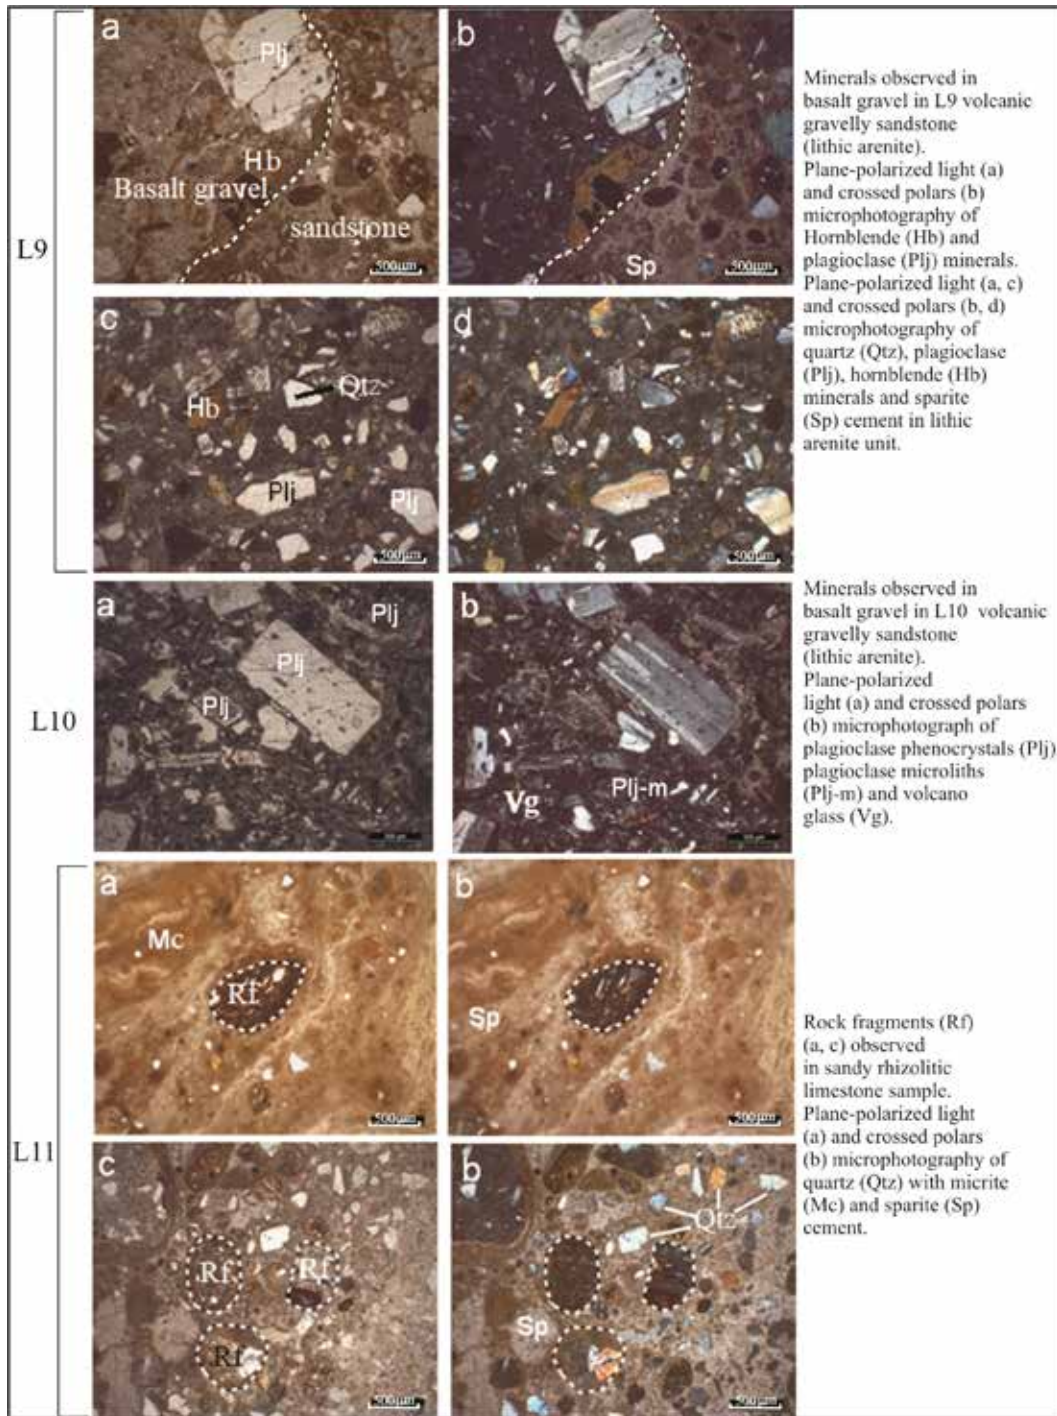 L9
a
Plj
Hb
Basalt gravel
sandstone
500µm
b
Sp
500µm
Minerals observed in
basalt gravel in L9 volcanic
gravelly sandstone
(lithic arenite).
Plane-polarized light (a)
and crossed polars (b)
microphotography of
Hornblende (Hb) and
plagioclase (Plj) minerals.
Plane-polarized light (a, c)
and crossed polars (b, d)
microphotography of
quartz (Qtz), plagioclase
(Plj), hornblende (Hb)
minerals and sparite
(Sp) cement in lithic
arenite unit.
c
Qtz
Hb
Plj
Plj
500µm
d
500µm
L10
a
Plj
Plj
Plj
b
Vg
Plj-m
Minerals observed in
basalt gravel in L10 volcanic
gravelly sandstone
(lithic arenite).
Plane-polarized
light (a) and crossed polars
(b) microphotograph of
plagioclase phenocrystals (Plj)
plagioclase microliths
(Plj-m) and volcano
glass (Vg).
L11
a
Mc
Rf
500µm
b
Sp
500µm
c
Rf
Rf
Rf
500µm
b
Qtz
Sp
500µm
Rock fragments (Rf)
(a, c) observed
in sandy rhizolitic
limestone sample.
Plane-polarized light
(a) and crossed polars
(b) microphotography of
quartz (Qtz) with micrite
(Mc) and sparite (Sp)
cement.